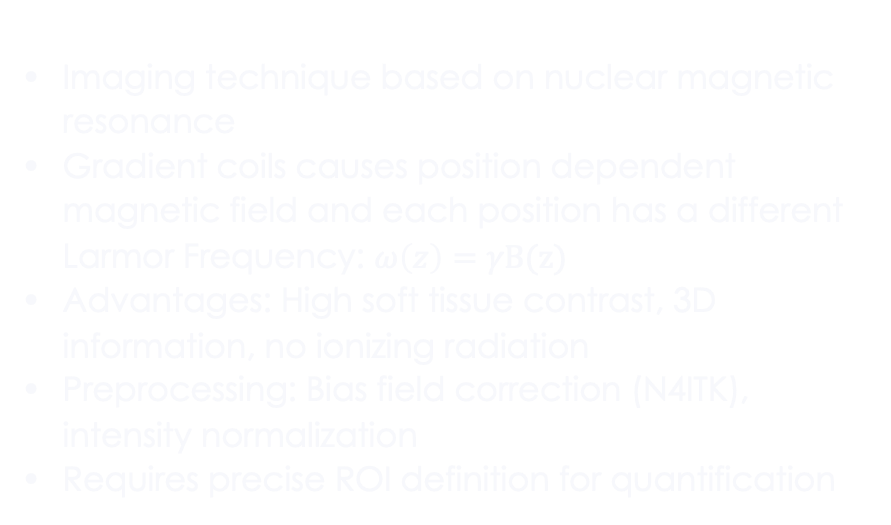 • Imaging technique based on nuclear magnetic
resonance
• Gradient coils causes position dependent
magnetic field and each position has a different
Larmor Frequency: ω(z) = γB(z)
• Advantages: High soft tissue contrast, 3D
information, no ionizing radiation
• Preprocessing: Bias field correction (N4ITK),
intensity normalization
• Requires precise ROI definition for quantification